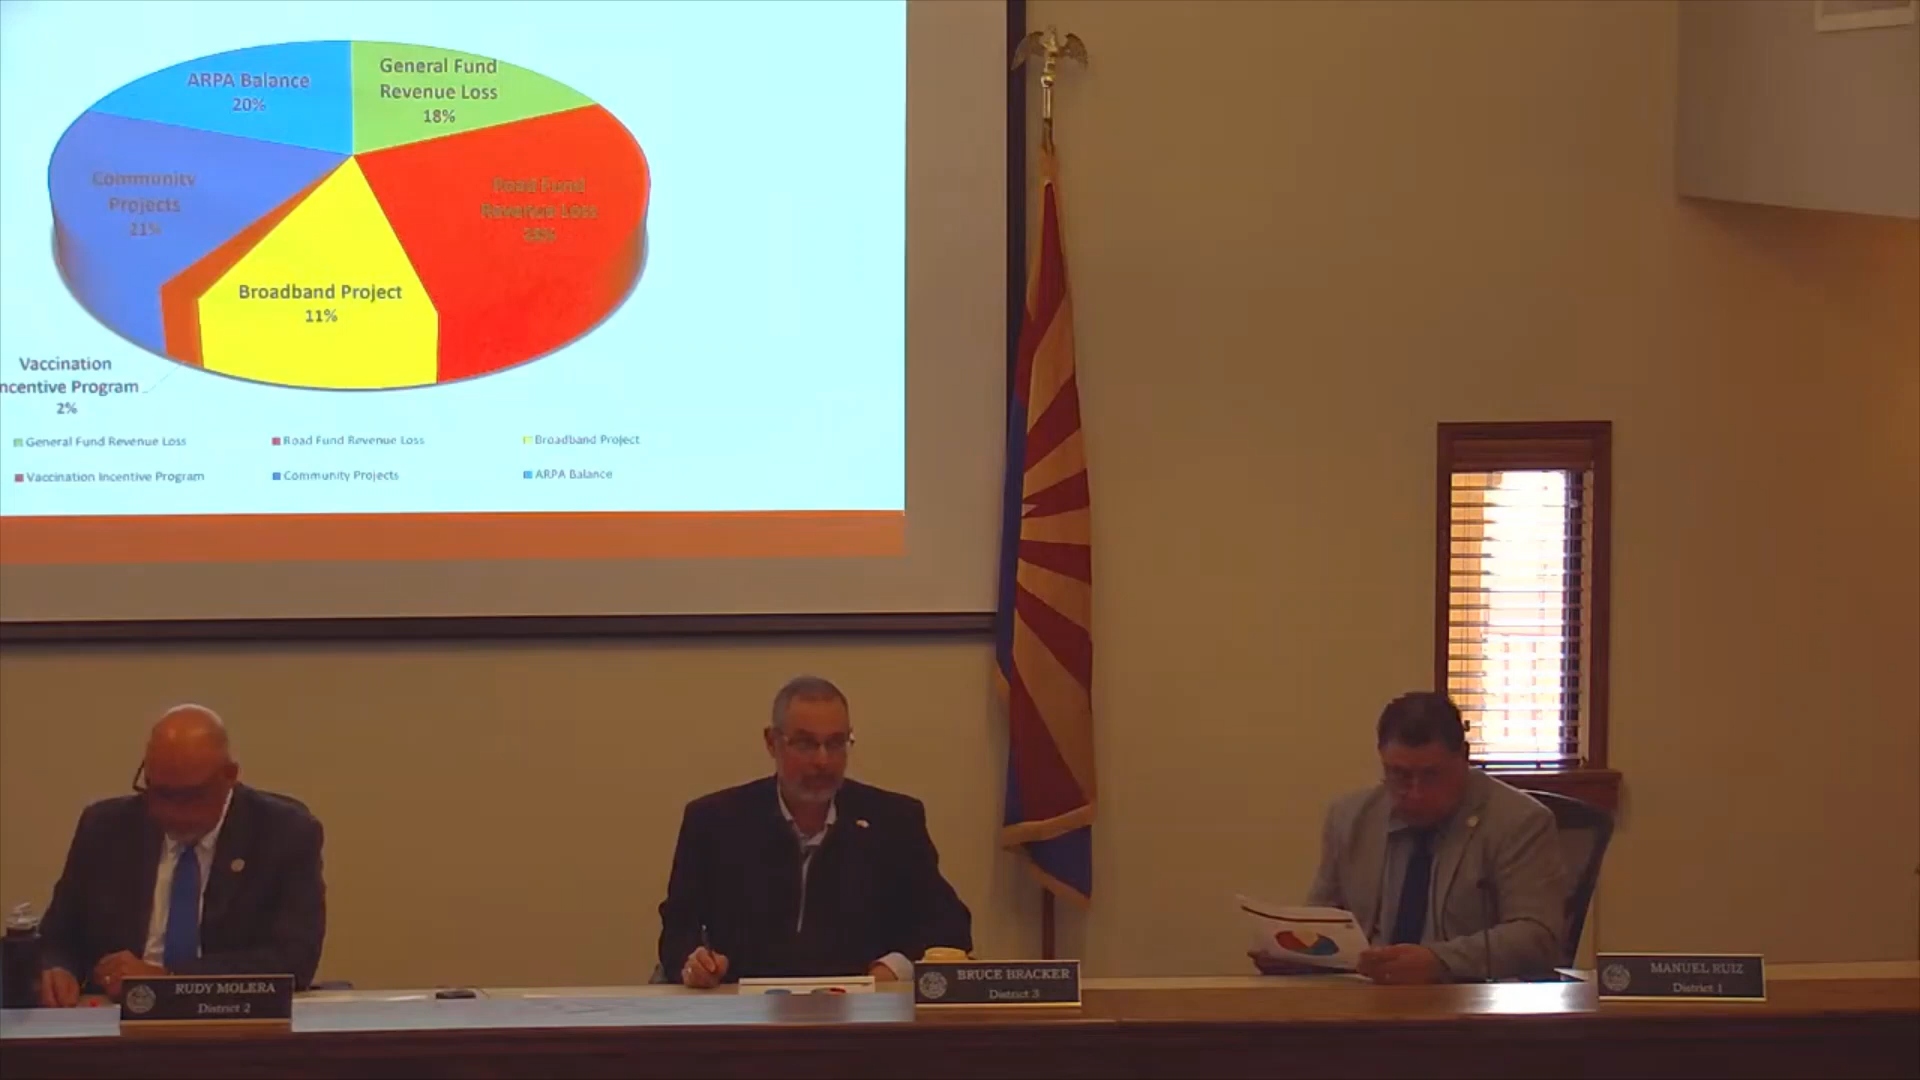 ARPA Balance
20%
General Fund
Revenue Loss
18%
Community
Projects
21%
Road Fund
Revenue Loss
Broadband Project
11%
Vaccination
ncentive Program
2%
General Fund Revenue Loss
Road Fund Revenue Loss
Broadband Project
Vaccination Incentive Program
Community Projects
ARPA Balance
RUDY MOLERA
District 2
BRUCE BRACKER
District 3
MANUEL RUIZ
District 1